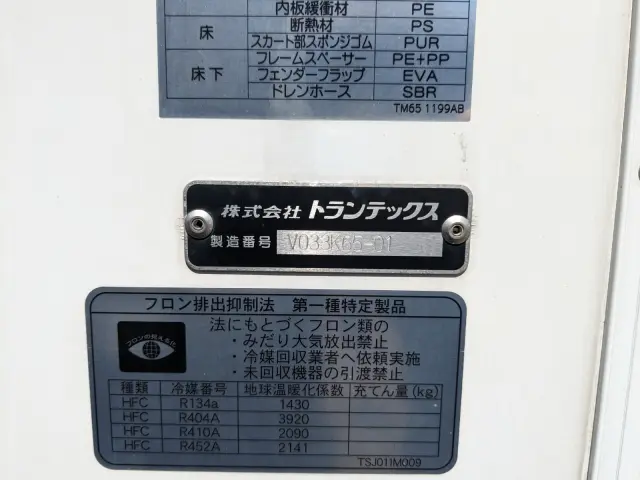 内板緩衝材 PE
床 断熱材 PS
スカート部スポンジゴム PUR
床下 フレームスペーサー PE+PP
フェンダーフラップ EVA
ドレンホース SBR
TM65 1199AB
株式会社 トランテックス
製造番号 V033K65-01
フロン排出抑制法 第一種特定製品
フロンの見える化
法にもとづくフロン類の
・みだり大気放出禁止
・冷媒回収業者へ依頼実施
・未回収機器の引渡禁止
種類 冷媒番号 地球温暖化係数 充てん量(kg)
HFC R134a 1430
HFC R404A 3920
HFC R410A 2090
HFC R452A 2141
TSJ011M009